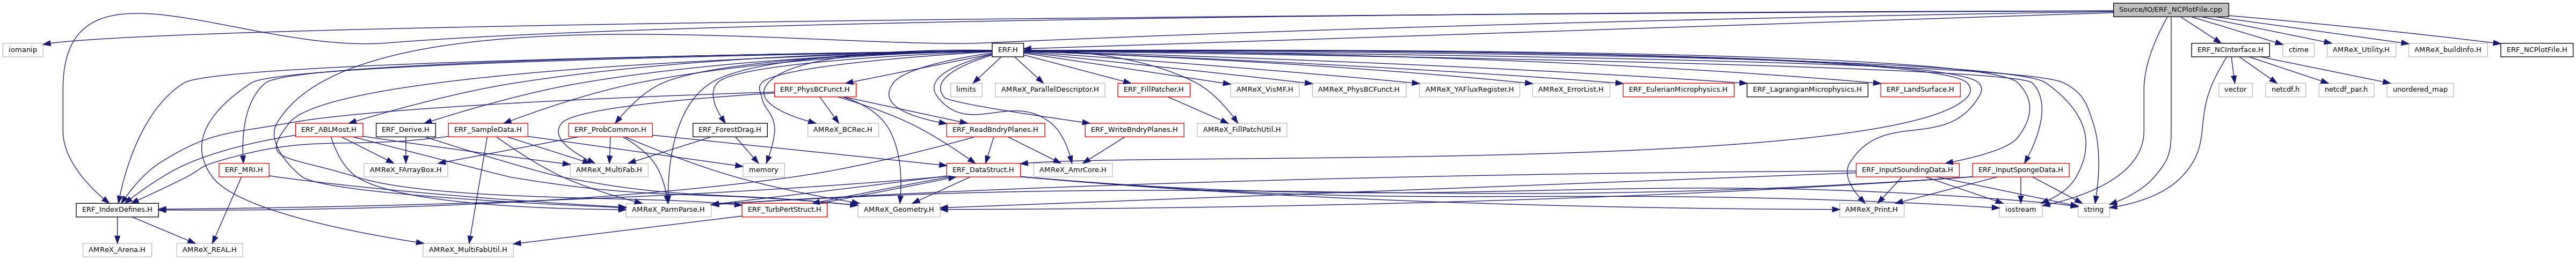 Source/IO/ERF_NCPlotFile.cpp
iomanip
ERF.H
ERF_NCInterface.H
ctime
AMReX_Utility.H
AMReX_buildInfo.H
ERF_NCPlotFile.H
ERF_PhysBCFunct.H
limits
AMReX_ParallelDescriptor.H
ERF_FillPatcher.H
AMReX_VisMF.H
AMReX_PhysBCFunct.H
AMReX_YAFluxRegister.H
AMReX_ErrorList.H
ERF_EulerianMicrophysics.H
ERF_LagrangianMicrophysics.H
ERF_LandSurface.H
vector
netcdf.h
netcdf_par.h
unordered_map
ERF_ABLMost.H
ERF_Derive.H
ERF_SampleData.H
ERF_ProbCommon.H
ERF_ForestDrag.H
AMReX_BCRec.H
ERF_ReadBndryPlanes.H
ERF_WriteBndryPlanes.H
AMReX_FillPatchUtil.H
ERF_MRI.H
AMReX_FArrayBox.H
AMReX_MultiFab.H
memory
ERF_DataStruct.H
AMReX_AmrCore.H
ERF_InputSoundingData.H
ERF_InputSpongeData.H
ERF_IndexDefines.H
AMReX_ParmParse.H
ERF_TurbPertStruct.H
AMReX_Geometry.H
AMReX_Print.H
iostream
string
AMReX_Arena.H
AMReX_REAL.H
AMReX_MultiFabUtil.H